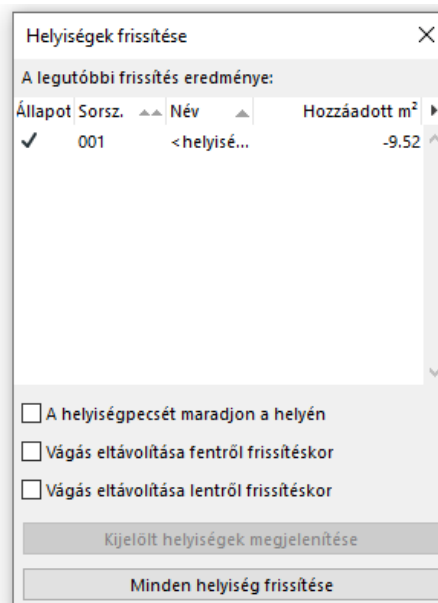 Helyiségek frissítése
A legutóbbi frissítés eredménye:
Állapot Sorsz. Név Hozzáadott m²
001 <helyisé... -9.52
A helyiségpecsét maradjon a helyén
Vágás eltávolítása fentről frissítéskor
Vágás eltávolítása lentről frissítéskor
Kijelölt helyiségek megjelenítése
Minden helyiség frissítése